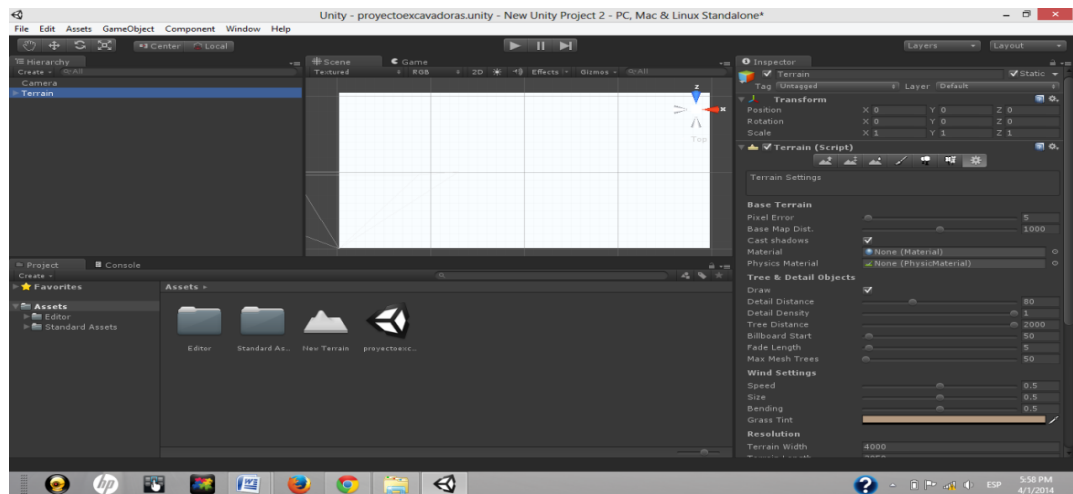 Unity - proyectoexcavadoras.unity - New Unity Project 2 - PC, Mac & Linux Standalone*
File Edit Assets GameObject Component Window Help
Center Local Layers Layout
Hierarchy
Create All
Camera
Terrain
Scene Game
Textured RGB 2D Effects Gizmos All
z
x
Top
Inspector
Terrain Static
Tag Untagged Layer Default
Transform
Position X 0 Y 0 Z 0
Rotation X 0 Y 0 Z 0
Scale X 1 Y 1 Z 1
Terrain (Script)
Terrain Settings
Base Terrain
Pixel Error 5
Base Map Dist. 1000
Cast shadows
Material None (Material)
Physics Material None (PhysicMaterial)
Tree & Detail Objects
Draw
Detail Distance 80
Detail Density 1
Tree Distance 2000
Billboard Start 50
Fade Length 5
Max Mesh Trees 50
Wind Settings
Speed 0.5
Size 0.5
Bending 0.5
Grass Tint
Resolution
Terrain Width 4000
Project Console
Create
Favorites
Assets
Editor
Standard Assets
Assets
Editor Standard As... New Terrain proyectoexc...
hp
ESP
5:58 PM
4/1/2014